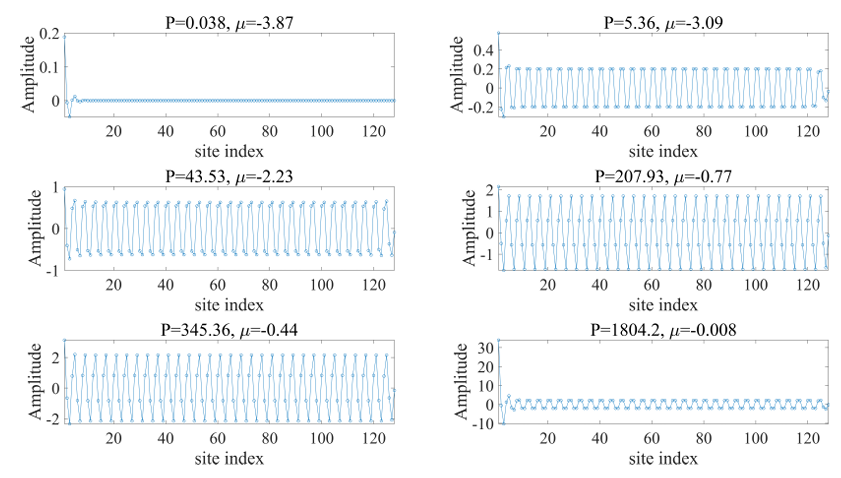 P=0.038, μ=-3.87
0.2
0.1
0
Amplitude
20 40 60 80 100 120
site index
P=5.36, μ=-3.09
0.4
0.2
0
-0.2
Amplitude
20 40 60 80 100 120
site index
P=43.53, μ=-2.23
1
0
-1
Amplitude
20 40 60 80 100 120
site index
P=207.93, μ=-0.77
2
1
0
-1
Amplitude
20 40 60 80 100 120
site index
P=345.36, μ=-0.44
2
0
-2
Amplitude
20 40 60 80 100 120
site index
P=1804.2, μ=-0.008
30
20
10
0
-10
Amplitude
20 40 60 80 100 120
site index